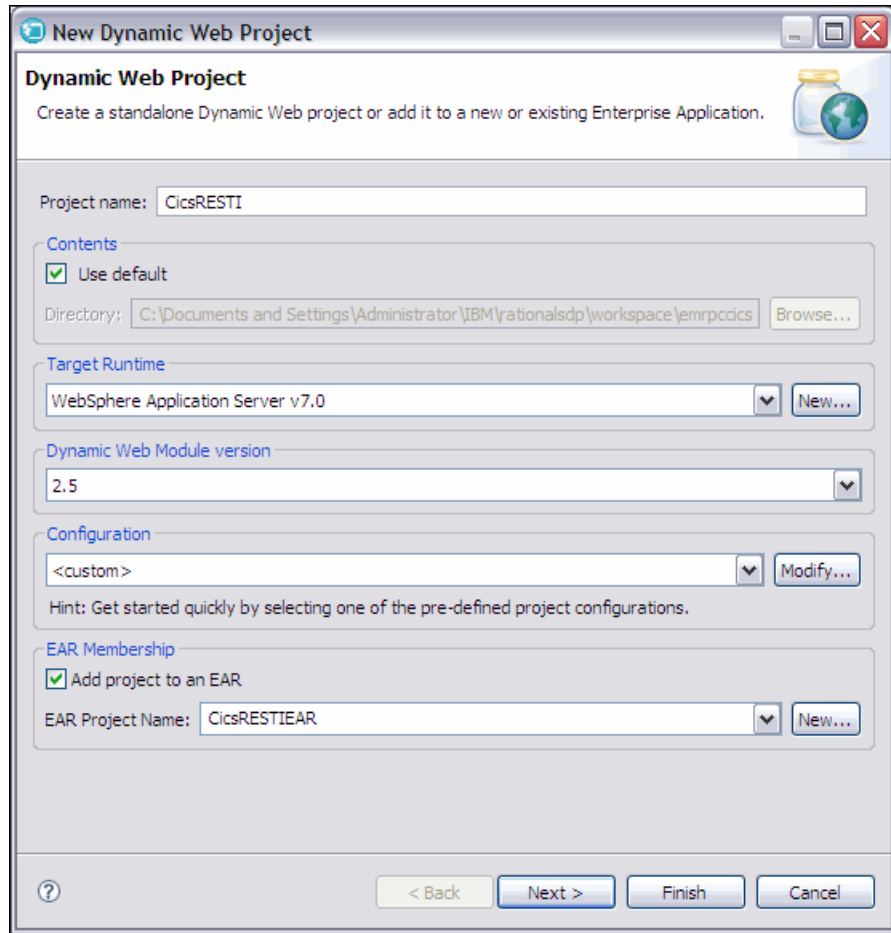 New Dynamic Web Project
Dynamic Web Project
Create a standalone Dynamic Web project or add it to a new or existing Enterprise Application.
Project name: CicsRESTI
Contents
Use default
Directory: C:\Documents and Settings\Administrator\IBM\rationalsdp\workspace\emrpccics Browse...
Target Runtime
WebSphere Application Server v7.0 New...
Dynamic Web Module version
2.5
Configuration
<custom> Modify...
Hint: Get started quickly by selecting one of the pre-defined project configurations.
EAR Membership
Add project to an EAR
EAR Project Name: CicsRESTIEAR New...
? < Back Next > Finish Cancel